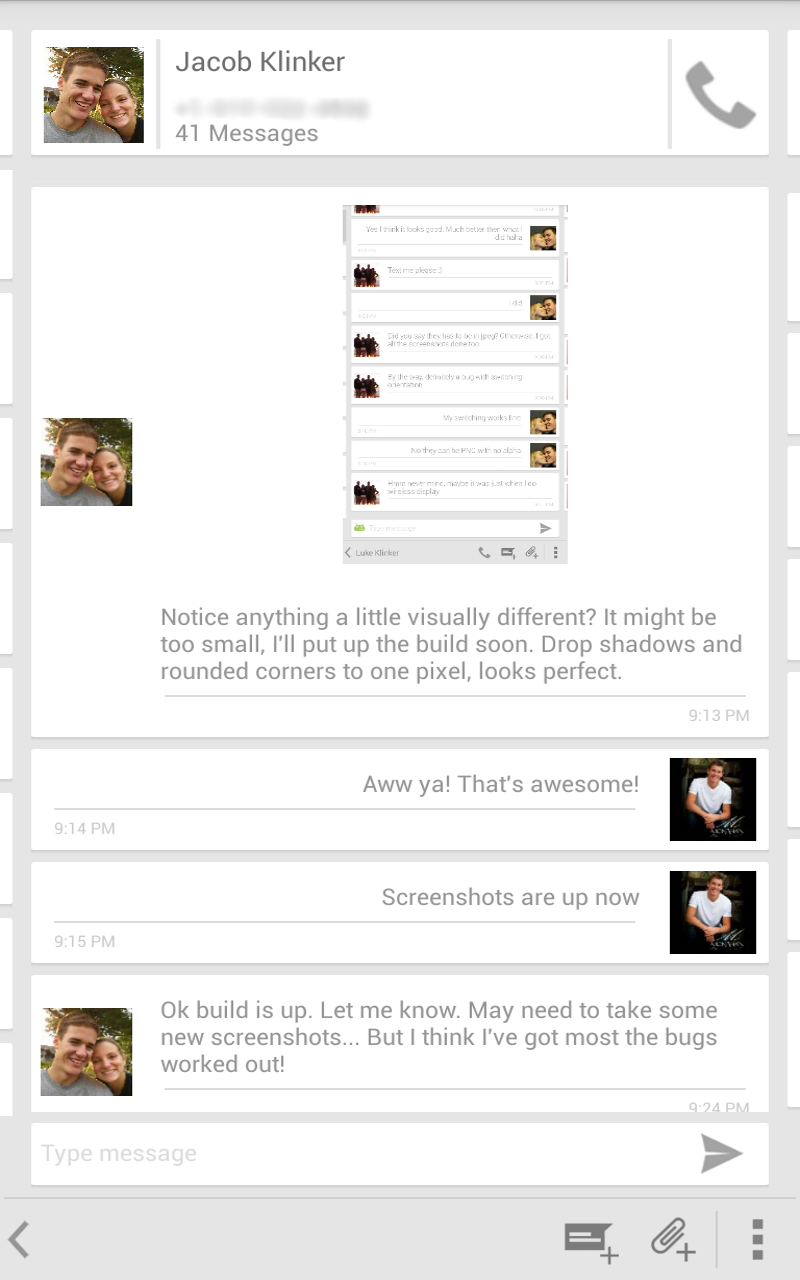 Jacob Klinker
41 Messages
Yes I think it looks good. Much better then what I
did haha
Text me please :)
I did
Did you say they has to be in jpeg? Otherwise I got
all the screenshots done too
By the way, definitely a bug with switching
orientation
My switching works fine
No they can be PNG with no alpha
Hmm never mind, maybe it was just when I do
wireless display
Type message
Luke Klinker
Notice anything a little visually different? It might be
too small, I'll put up the build soon. Drop shadows and
rounded corners to one pixel, looks perfect.
9:13 PM
Aww ya! That's awesome!
9:14 PM
Screenshots are up now
9:15 PM
Ok build is up. Let me know. May need to take some
new screenshots... But I think I've got most the bugs
worked out!
9:24 PM
Type message